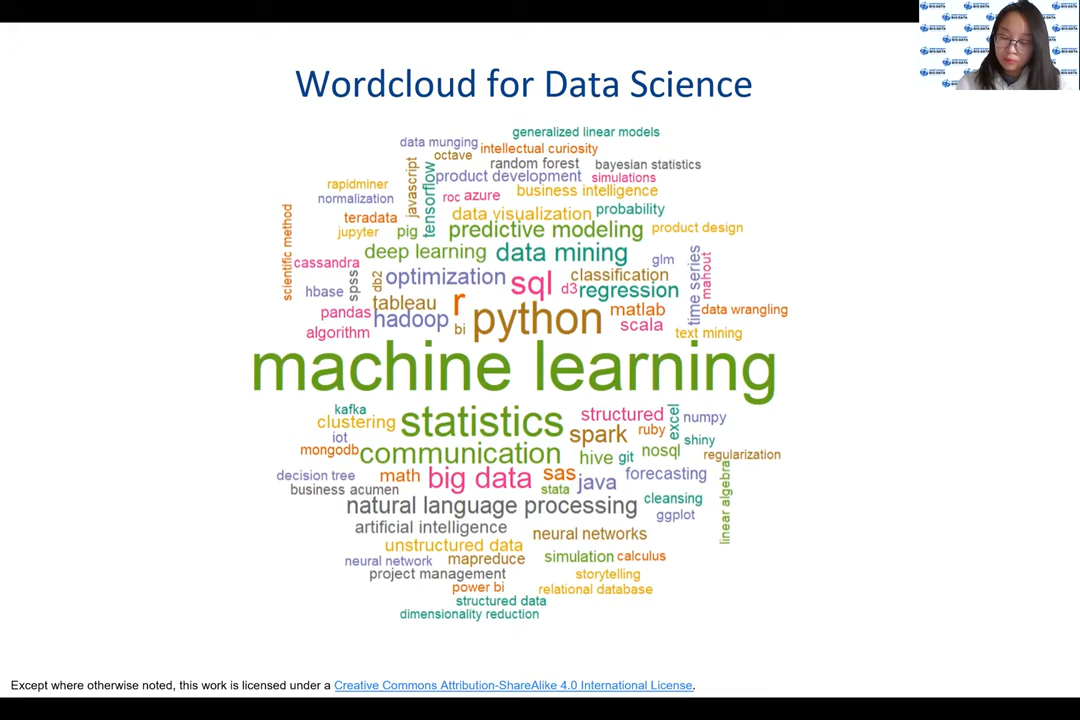 Wordcloud for Data Science
generalized linear models
data munging
intellectual curiosity
octave
random forest
bayesian statistics
javascript
tensorflow
product development
simulations
rapidminer
business intelligence
normalization
roc
azure
scientific method
teradata
data visualization
probability
jupyter
pig
predictive modeling
product design
deep learning
data mining
cassandra
glm
time series
mahout
spss
db2
optimization
sql
classification
hbase
d3
regression
tableau
r
pandas
hadoop
bi
python
matlab
data wrangling
algorithm
scala
text mining
machine learning
kafka
clustering
statistics
structured
excel
numpy
iot
spark
ruby
shiny
mongodb
communication
hive
git
nosql
regularization
decision tree
math
big data
sas
java
forecasting
linear algebra
business acumen
stata
natural language processing
cleansing
ggplot
artificial intelligence
neural networks
unstructured data
neural network
mapreduce
simulation
calculus
project management
storytelling
power bi
relational database
structured data
dimensionality reduction
Except where otherwise noted, this work is licensed under a Creative Commons Attribution-ShareAlike 4.0 International License.